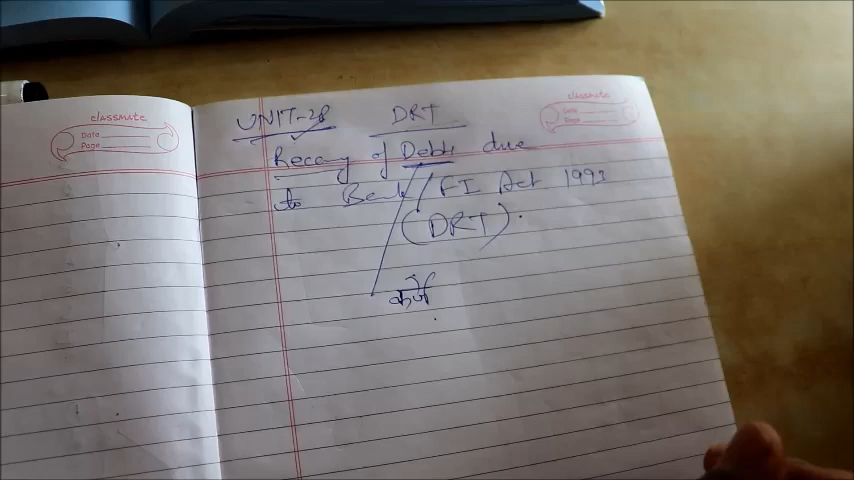 classmate
Date
Page
classmate
Date
Page
UNIT-28 DRT
Recovery of Debts due
to Bank / FI Act 1993
(DRT).
कर्ज